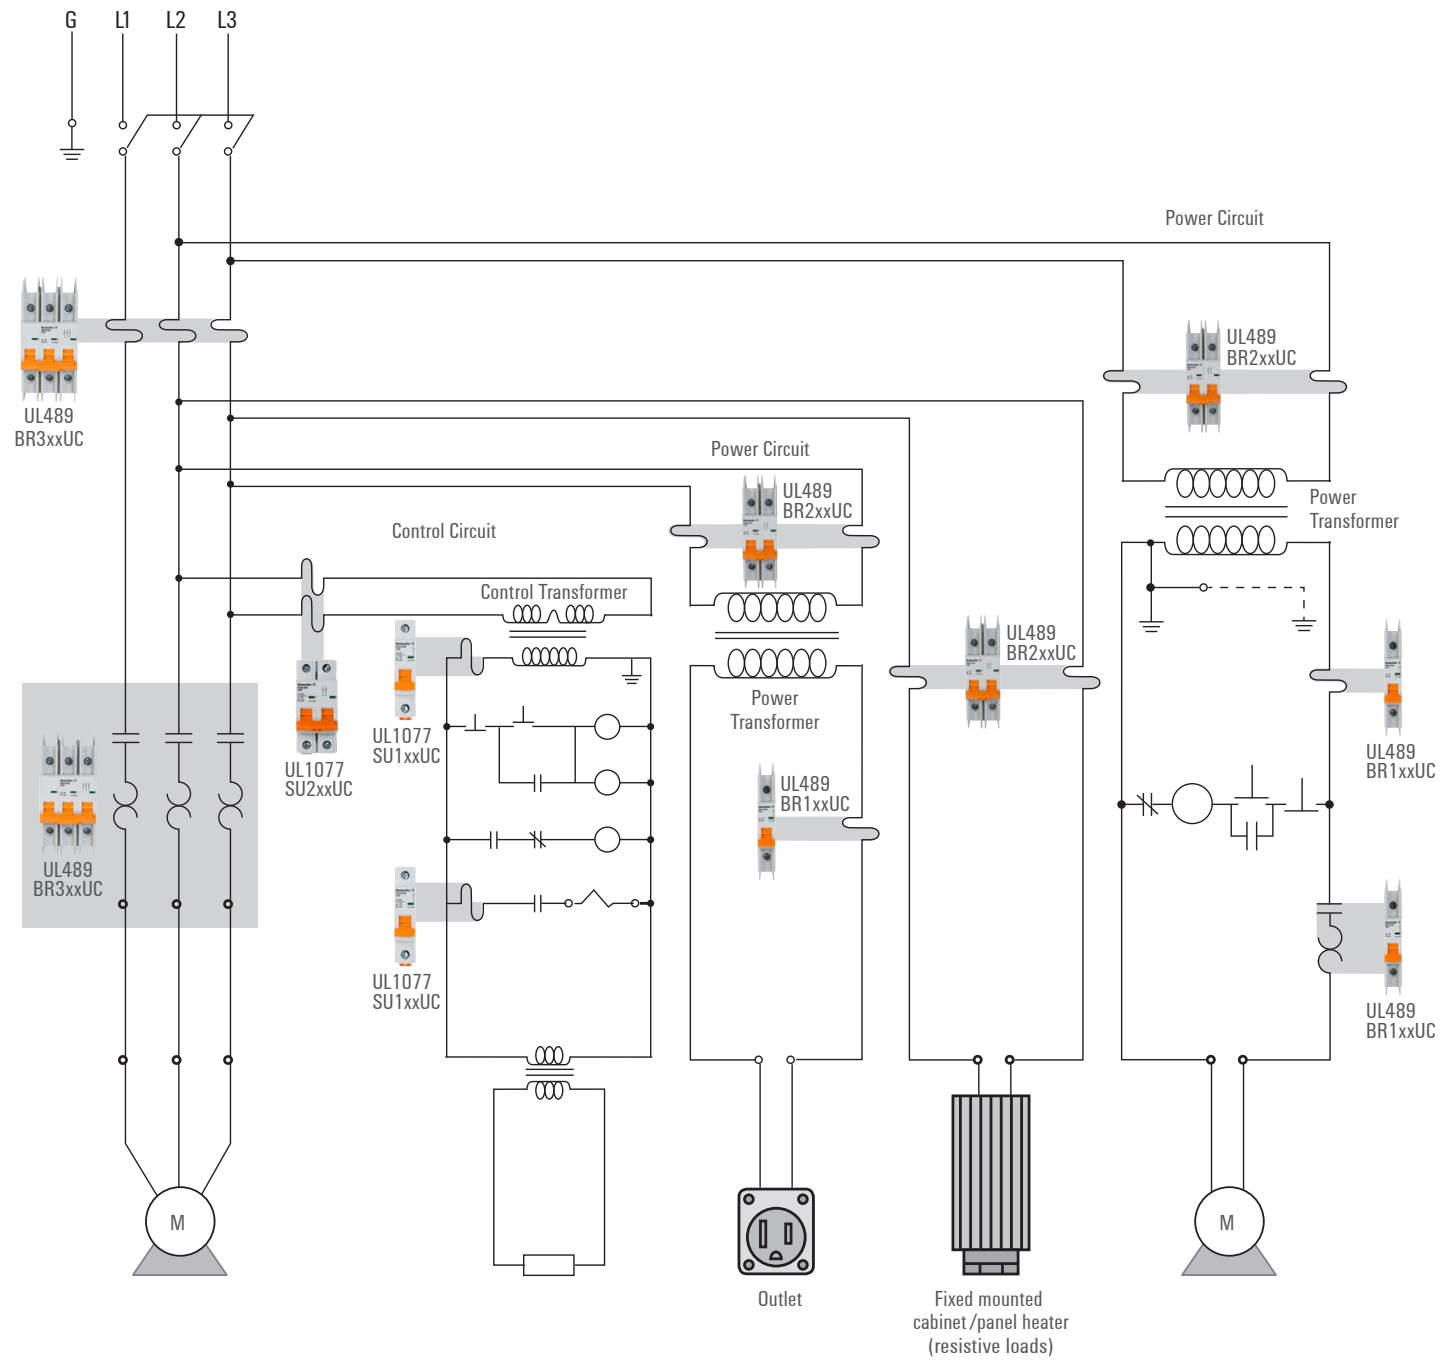 G L1 L2 L3
Power Circuit
UL489
BR2xxUC
UL489
BR3xxUC
Power Circuit
UL489
BR2xxUC
Power
Transformer
Control Circuit
Control Transformer
UL489
BR2xxUC
Power
Transformer
UL1077
SU1xxUC
UL1077
SU2xxUC
UL489
BR1xxUC
UL489
BR1xxUC
UL489
BR3xxUC
UL1077
SU1xxUC
UL489
BR1xxUC
M
M
Outlet
Fixed mounted
cabinet/panel heater
(resistive loads)